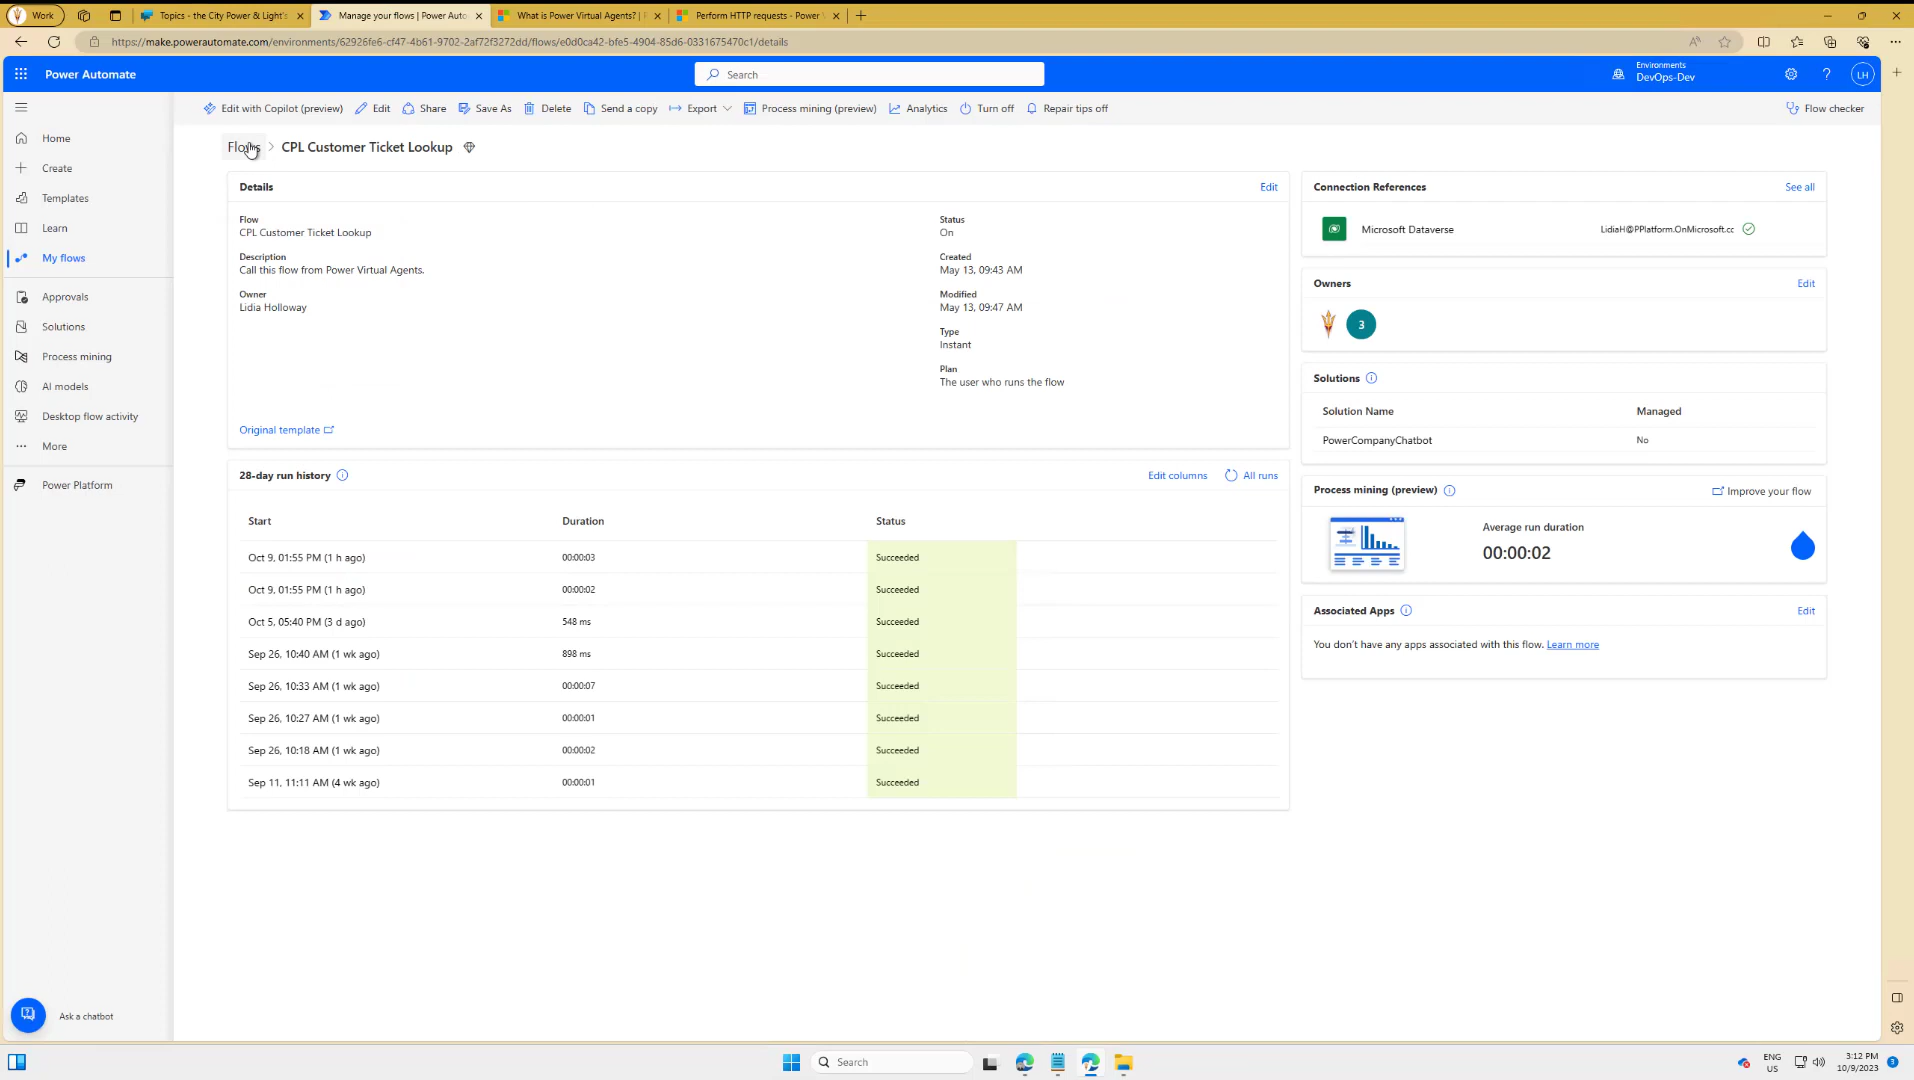 Work
Topics - the City Power & Light's
Manage your flows | Power Auto
What is Power Virtual Agents? |
Perform HTTP requests - Power
https://make.powerautomate.com/environments/62926fe6-cf47-4b61-9702-2af72f3272dd/flows/e0d0ca42-bfe5-4904-85d6-0331675470c1/details
Power Automate
Search
Environments
DevOps-Dev
LH
Edit with Copilot (preview)
Edit
Share
Save As
Delete
Send a copy
Export
Process mining (preview)
Analytics
Turn off
Repair tips off
Flow checker
Home
Create
Templates
Learn
My flows
Approvals
Solutions
Process mining
AI models
Desktop flow activity
More
Power Platform
Ask a chatbot
Flows > CPL Customer Ticket Lookup
Details
Edit
Flow
CPL Customer Ticket Lookup
Description
Call this flow from Power Virtual Agents.
Owner
Lidia Holloway
Status
On
Created
May 13, 09:43 AM
Modified
May 13, 09:47 AM
Type
Instant
Plan
The user who runs the flow
Original template
28-day run history
Edit columns
All runs
Start Duration Status
Oct 9, 01:55 PM (1 h ago) 00:00:03 Succeeded
Oct 9, 01:55 PM (1 h ago) 00:00:02 Succeeded
Oct 5, 05:40 PM (3 d ago) 548 ms Succeeded
Sep 26, 10:40 AM (1 wk ago) 898 ms Succeeded
Sep 26, 10:33 AM (1 wk ago) 00:00:07 Succeeded
Sep 26, 10:27 AM (1 wk ago) 00:00:01 Succeeded
Sep 26, 10:18 AM (1 wk ago) 00:00:02 Succeeded
Sep 11, 11:11 AM (4 wk ago) 00:00:01 Succeeded
Connection References
See all
Microsoft Dataverse
LidiaH@PPlatform.OnMicrosoft.cc
Owners
Edit
3
Solutions
Solution Name Managed
PowerCompanyChatbot No
Process mining (preview)
Improve your flow
Average run duration
00:00:02
Associated Apps
Edit
You don't have any apps associated with this flow. Learn more
Search
ENG
US
3:12 PM
10/9/2023
3